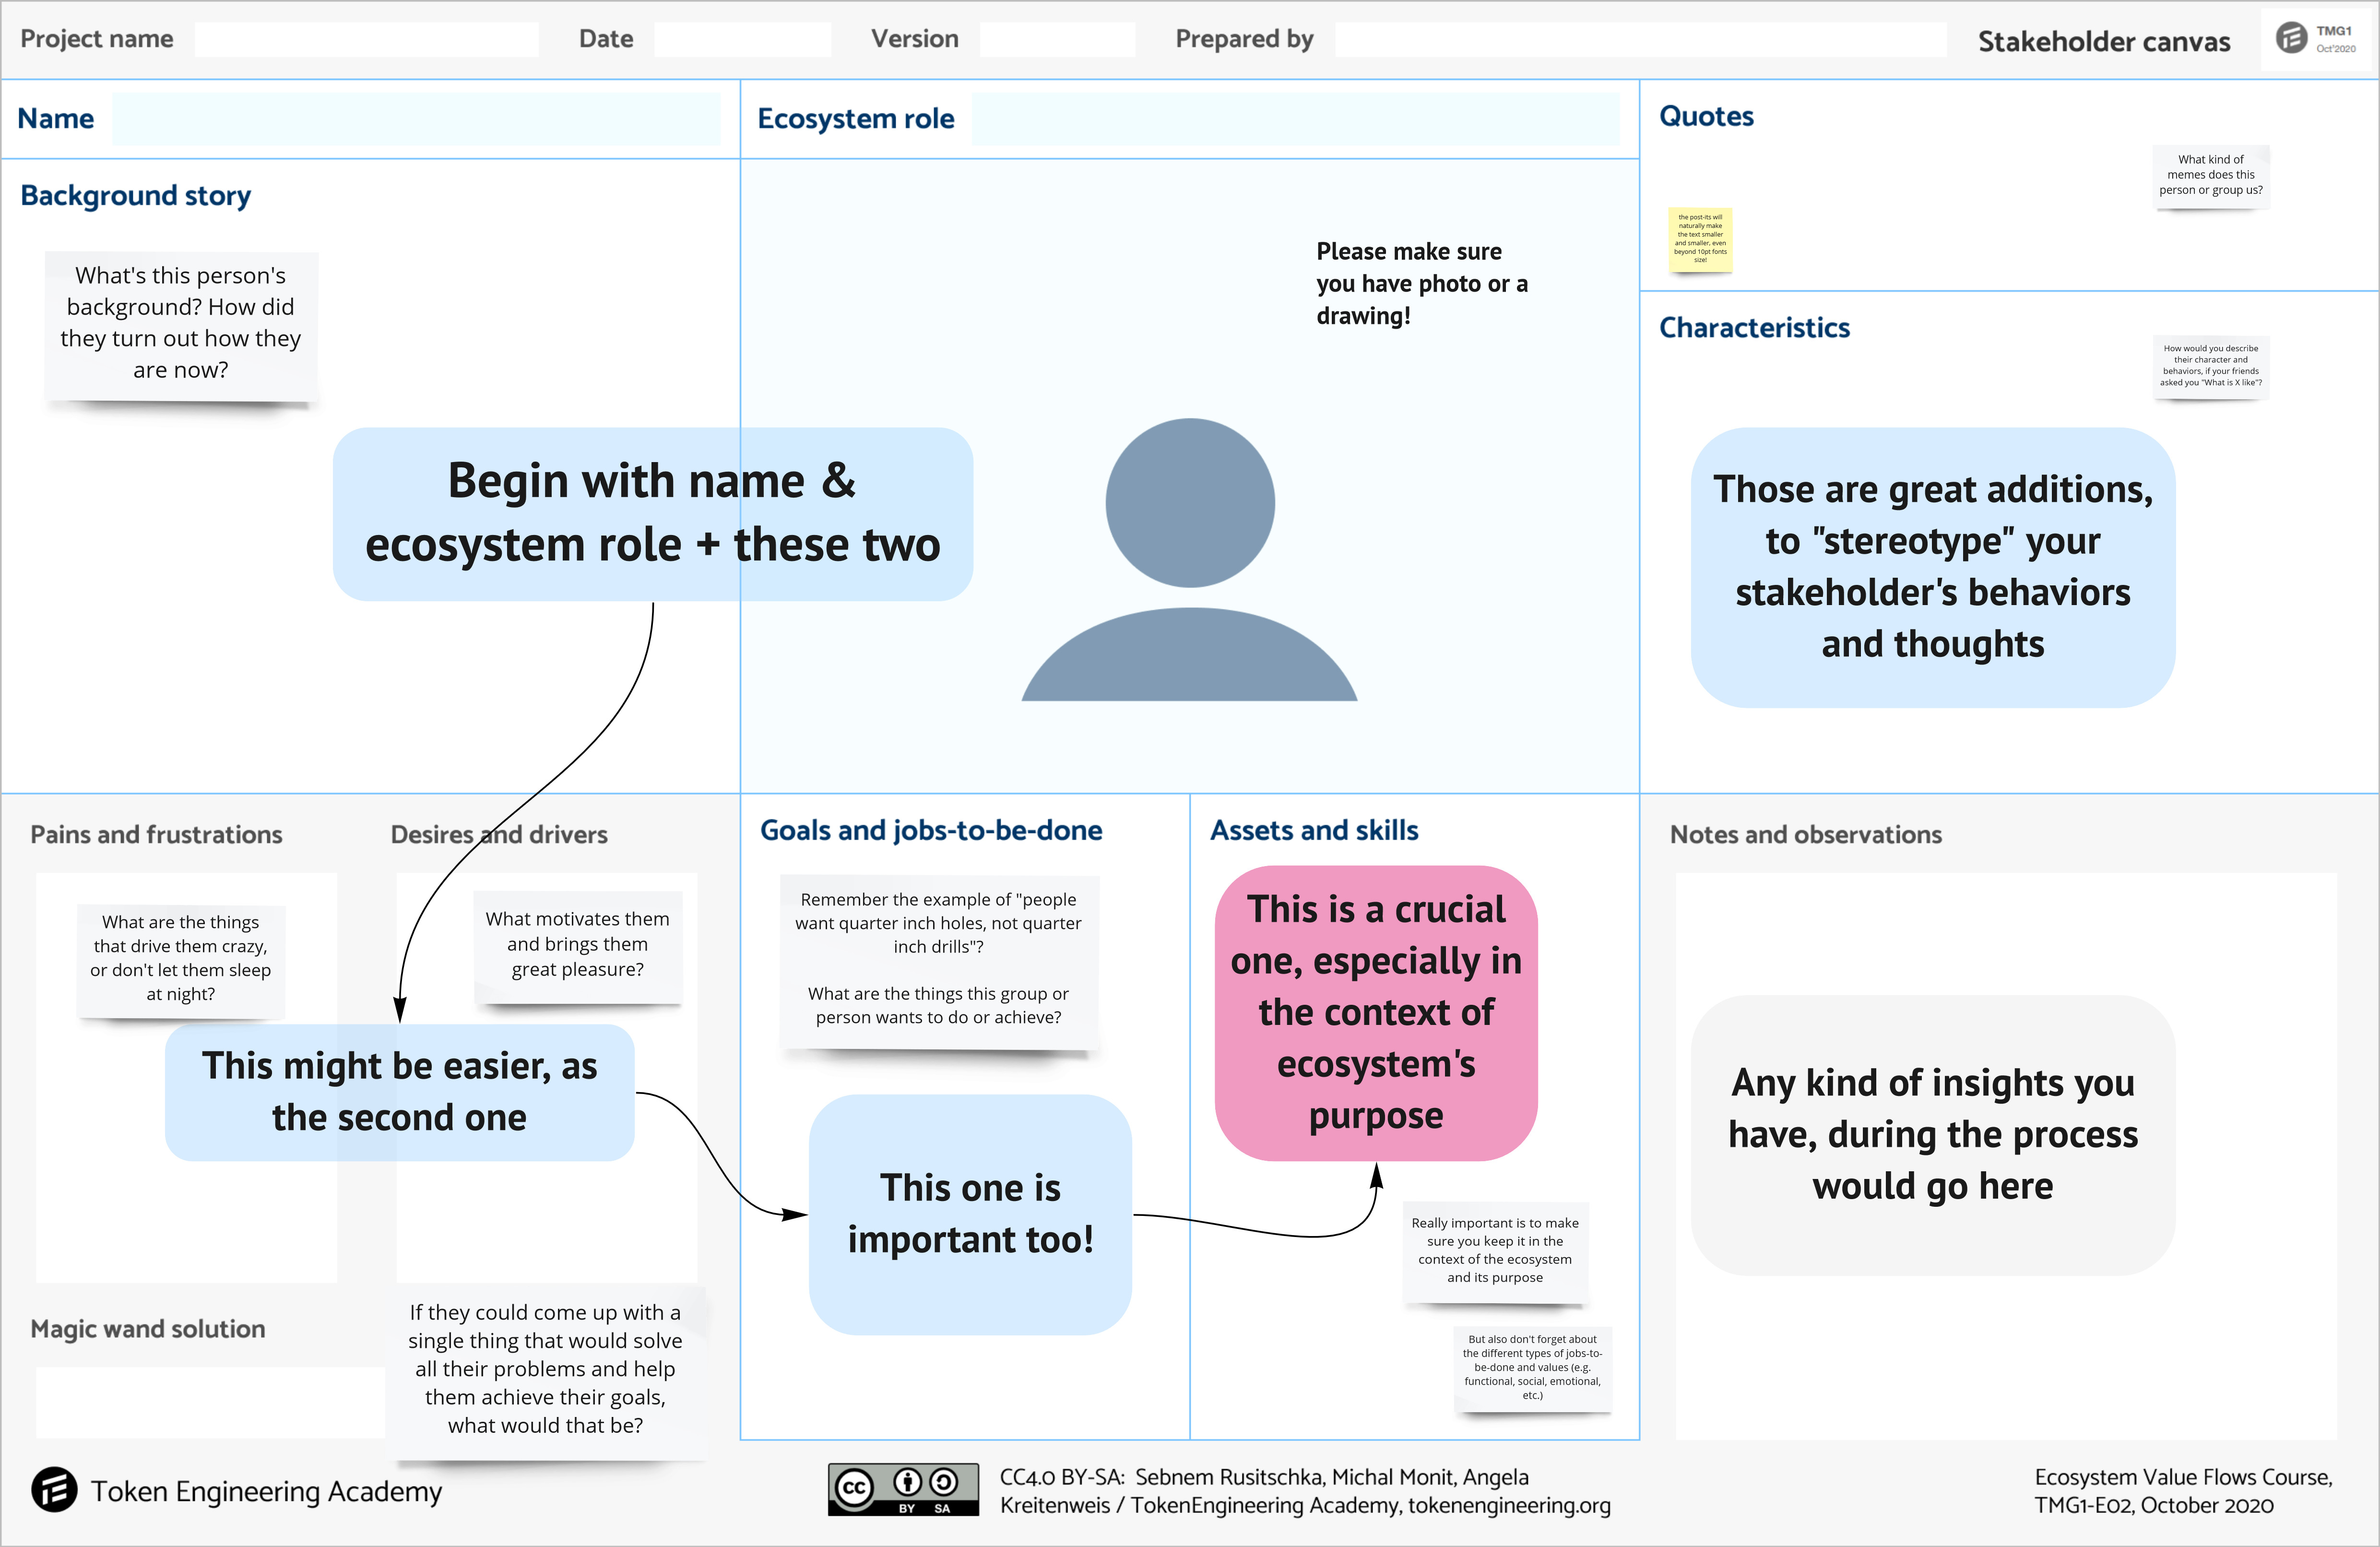 Project name
Date
Version
Prepared by
Stakeholder canvas
TMG1
Oct'2020
Name
Ecosystem role
Quotes
What kind of
memes does this
person or group us?
the post-its will
naturally make
the text smaller
and smaller, even
beyond 10pt fonts
size!
Background story
What's this person's
background? How did
they turn out how they
are now?
Please make sure
you have photo or a
drawing!
Characteristics
How would you describe
their character and
behaviors, if your friends
asked you "What is X like"?
Begin with name &
ecosystem role + these two
Those are great additions,
to "stereotype" your
stakeholder's behaviors
and thoughts
Pains and frustrations
What are the things
that drive them crazy,
or don't let them sleep
at night?
Desires and drivers
What motivates them
and brings them
great pleasure?
This might be easier, as
the second one
Goals and jobs-to-be-done
Remember the example of "people
want quarter inch holes, not quarter
inch drills"?
What are the things this group or
person wants to do or achieve?
This one is
important too!
Assets and skills
This is a crucial
one, especially in
the context of
ecosystem's
purpose
Really important is to make
sure you keep it in the
context of the ecosystem
and its purpose
But also don't forget about
the different types of jobs-to-
be-done and values (e.g.
functional, social, emotional,
etc.)
Notes and observations
Any kind of insights you
have, during the process
would go here
Magic wand solution
If they could come up with a
single thing that would solve
all their problems and help
them achieve their goals,
what would that be?
Token Engineering Academy
cc
BY SA
CC4.0 BY-SA: Sebnem Rusitschka, Michal Monit, Angela
Kreitenweis / TokenEngineering Academy, tokenengineering.org
Ecosystem Value Flows Course,
TMG1-E02, October 2020